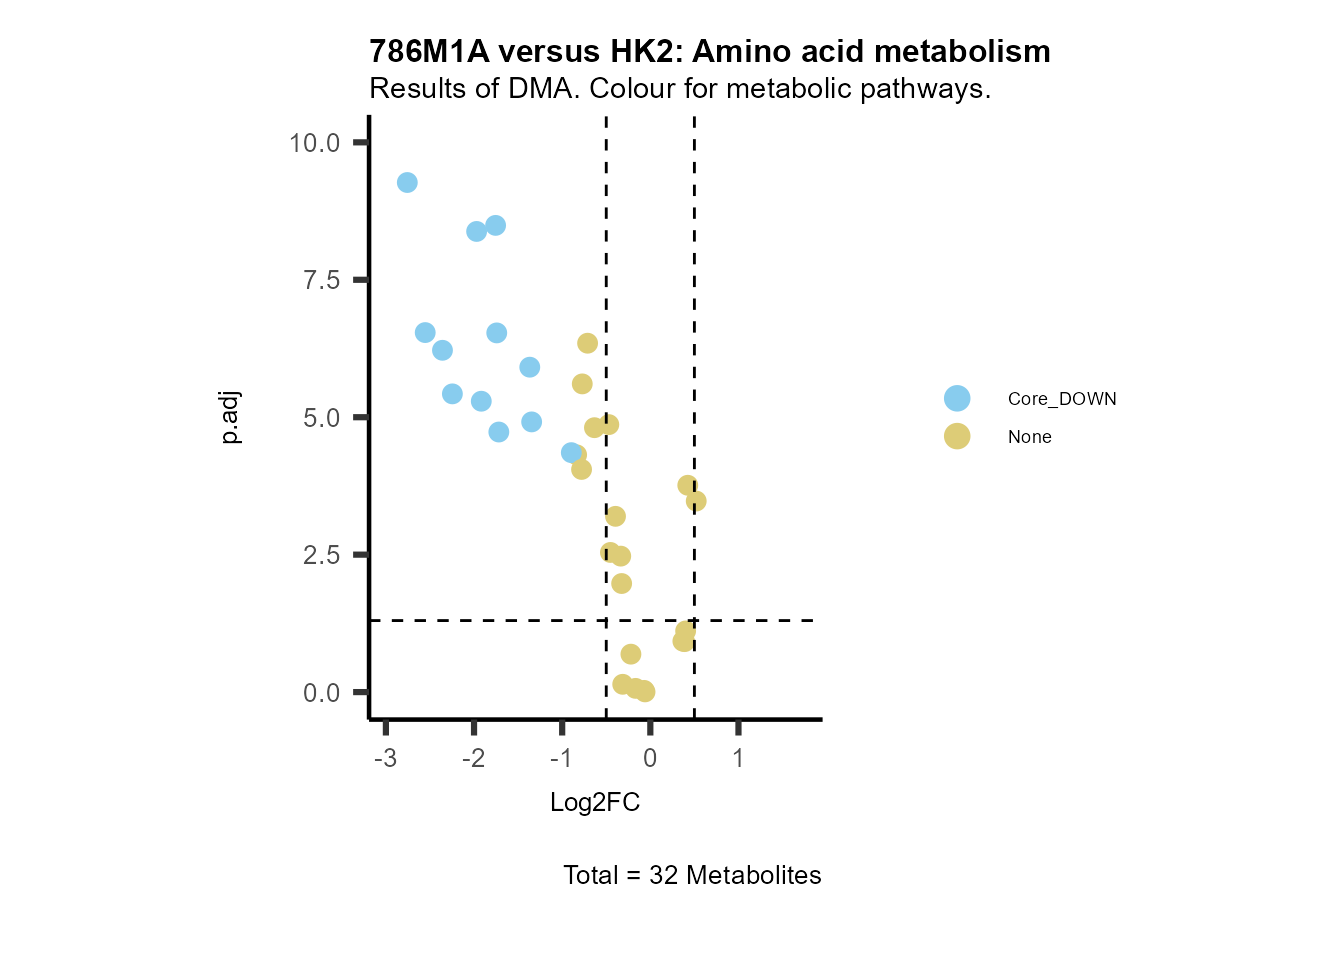 786M1A versus HK2: Amino acid metabolism
Results of DMA. Colour for metabolic pathways.
10.0
7.5
5.0
2.5
0.0
p.adj
-3 -2 -1 0 1
Log2FC
Core_DOWN
None
Total = 32 Metabolites